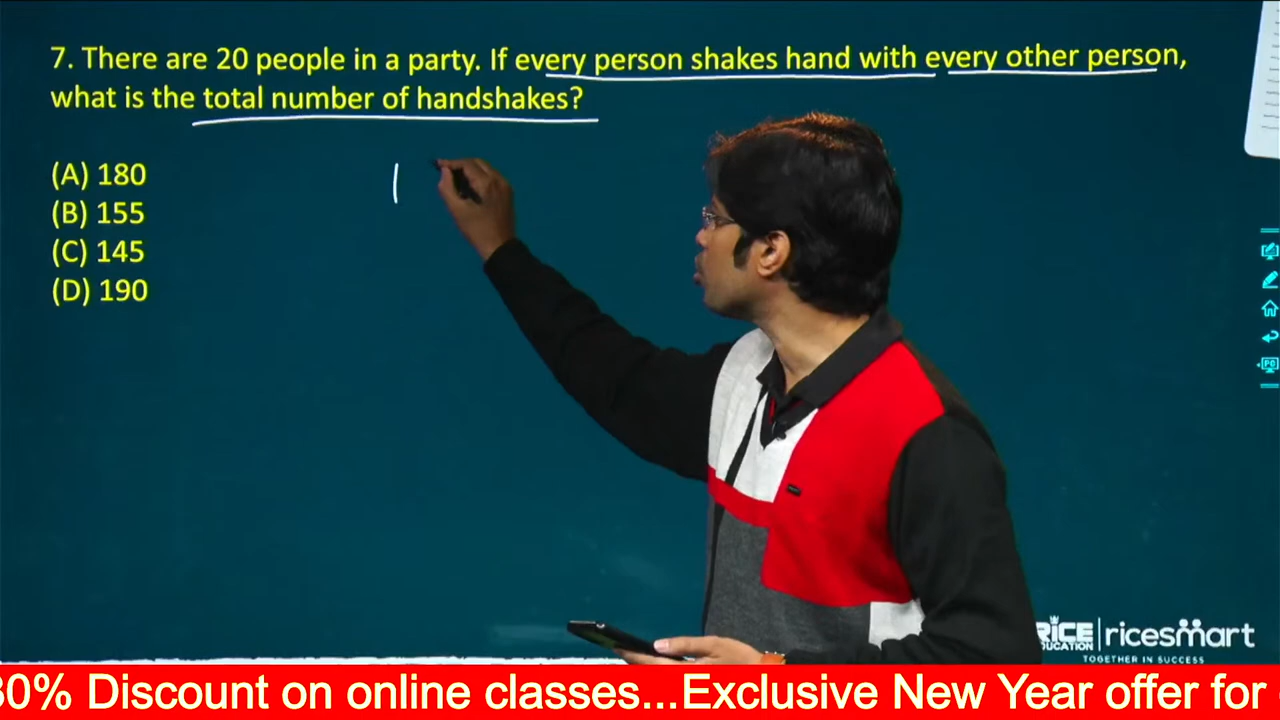 7. There are 20 people in a party. If every person shakes hand with every other person,
what is the total number of handshakes?
(A) 180
(B) 155
(C) 145
(D) 190
PC
RICE
EDUCATION
ricesmart
TOGETHER IN SUCCESS
30% Discount on online classes...Exclusive New Year offer for